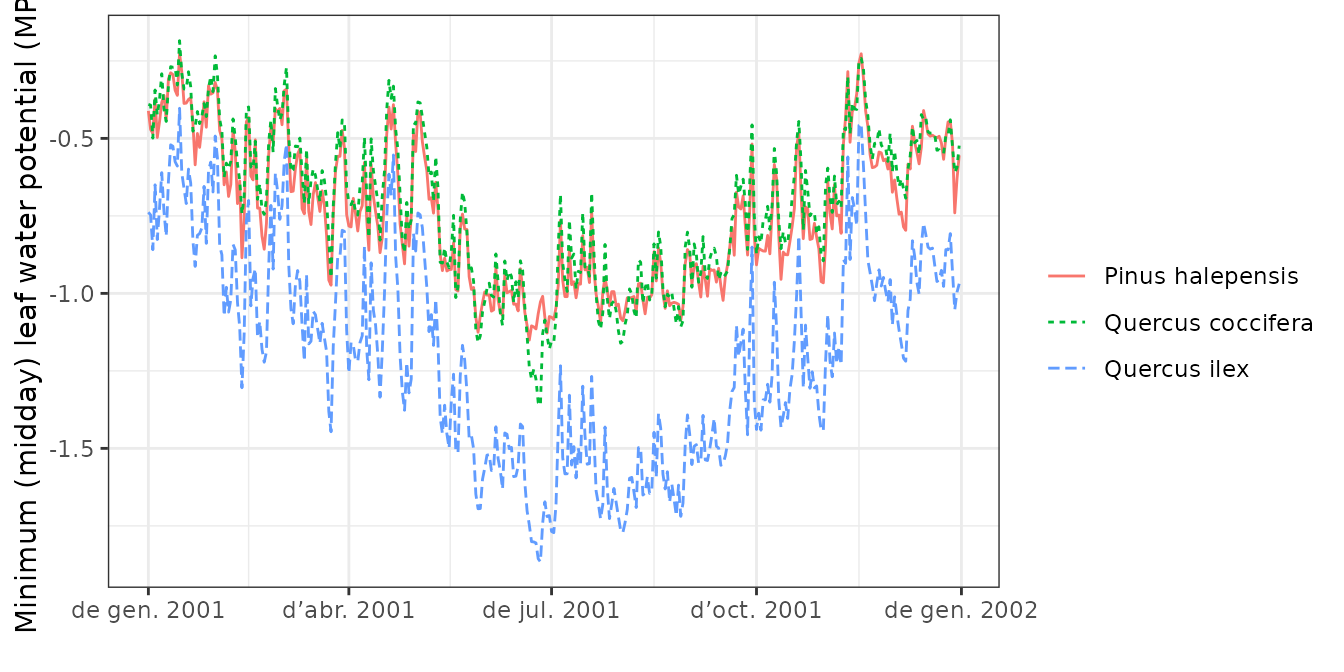 Minimum (midday) leaf water potential (MP
-0.5
-1.0
-1.5
de gen. 2001
d’abr. 2001
de jul. 2001
d’oct. 2001
de gen. 2002
Pinus halepensis
Quercus coccifera
Quercus ilex